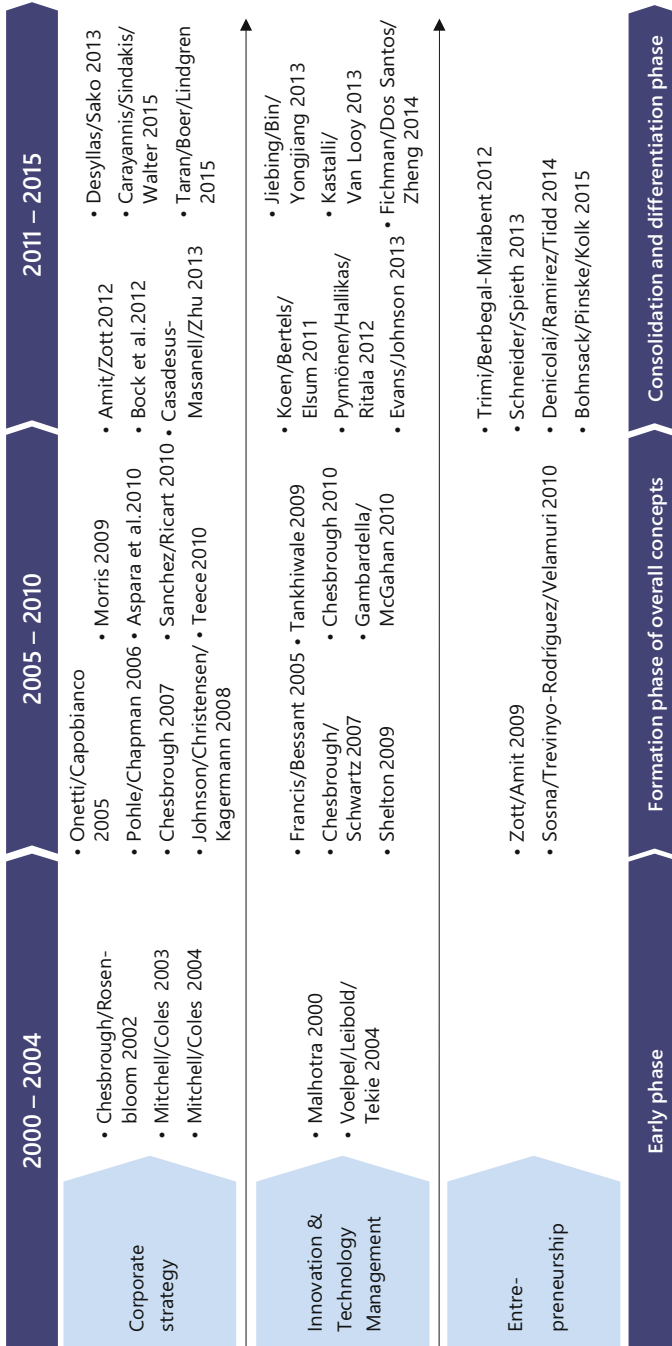 2000 – 2004
2005 – 2010
2011 – 2015
Corporate
strategy
• Chesbrough/Rosen-
bloom 2002
• Mitchell/Coles 2003
• Mitchell/Coles 2004
• Onetti/Capobianco
2005
• Pohle/Chapman 2006
• Chesbrough 2007
• Johnson/Christensen/
Kagermann 2008
• Morris 2009
• Aspara et al.2010
• Sanchez/Ricart 2010
• Teece 2010
• Amit/Zott 2012
• Bock et al. 2012
• Casadesus-
Masanell/Zhu 2013
• Desyllas/Sako 2013
• Carayannis/Sindakis/
Walter 2015
• Taran/Boer/Lindgren
2015
Innovation &
Technology
Management
• Malhotra 2000
• Voelpel/Leibold/
Tekie 2004
• Francis/Bessant 2005
• Chesbrough/
Schwartz 2007
• Shelton 2009
• Tankhiwale 2009
• Chesbrough 2010
• Gambardella/
McGahan 2010
• Koen/Bertels/
Elsum 2011
• Pynnönen/Hallikas/
Ritala 2012
• Evans/Johnson 2013
• Jiebing/Bin/
Yongjiang 2013
• Kastalli/
Van Looy 2013
• Fichman/Dos Santos/
Zheng 2014
Entre-
preneurship
• Zott/Amit 2009
• Sosna/Trevinyo-Rodríguez/Velamuri 2010
• Trimi/Berbegal-Mirabent 2012
• Schneider/Spieth 2013
• Denicolai/Ramirez/Tidd 2014
• Bohnsack/Pinske/Kolk 2015
Early phase
Formation phase of overall concepts
Consolidation and differentiation phase